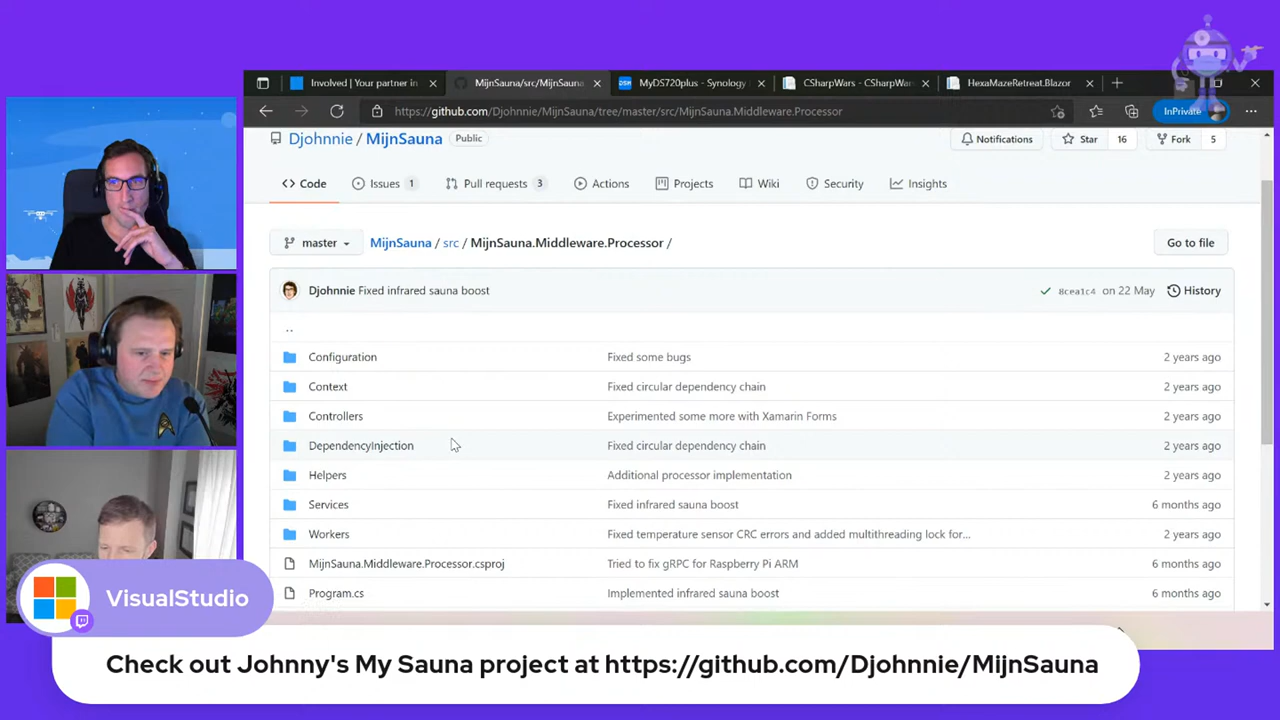 Involved | Your partner in
MijnSauna/src/MijnSauna
DSM
MyDS720plus - Synology
CSharpWars - CSharpWars
HexaMazeRetreat.Blazor
https://github.com/Djohnnie/MijnSauna/tree/master/src/MijnSauna.Middleware.Processor
InPrivate
Djohnnie / MijnSauna Public
Notifications
Star 16
Fork 5
Code
Issues 1
Pull requests 3
Actions
Projects
Wiki
Security
Insights
master
MijnSauna / src / MijnSauna.Middleware.Processor /
Go to file
Djohnnie Fixed infrared sauna boost
8cea1c4 on 22 May
History
..
Configuration Fixed some bugs 2 years ago
Context Fixed circular dependency chain 2 years ago
Controllers Experimented some more with Xamarin Forms 2 years ago
DependencyInjection Fixed circular dependency chain 2 years ago
Helpers Additional processor implementation 2 years ago
Services Fixed infrared sauna boost 6 months ago
Workers Fixed temperature sensor CRC errors and added multithreading lock for... 2 years ago
MijnSauna.Middleware.Processor.csproj Tried to fix gRPC for Raspberry Pi ARM 6 months ago
Program.cs Implemented infrared sauna boost 6 months ago
VisualStudio
Check out Johnny's My Sauna project at https://github.com/Djohnnie/MijnSauna